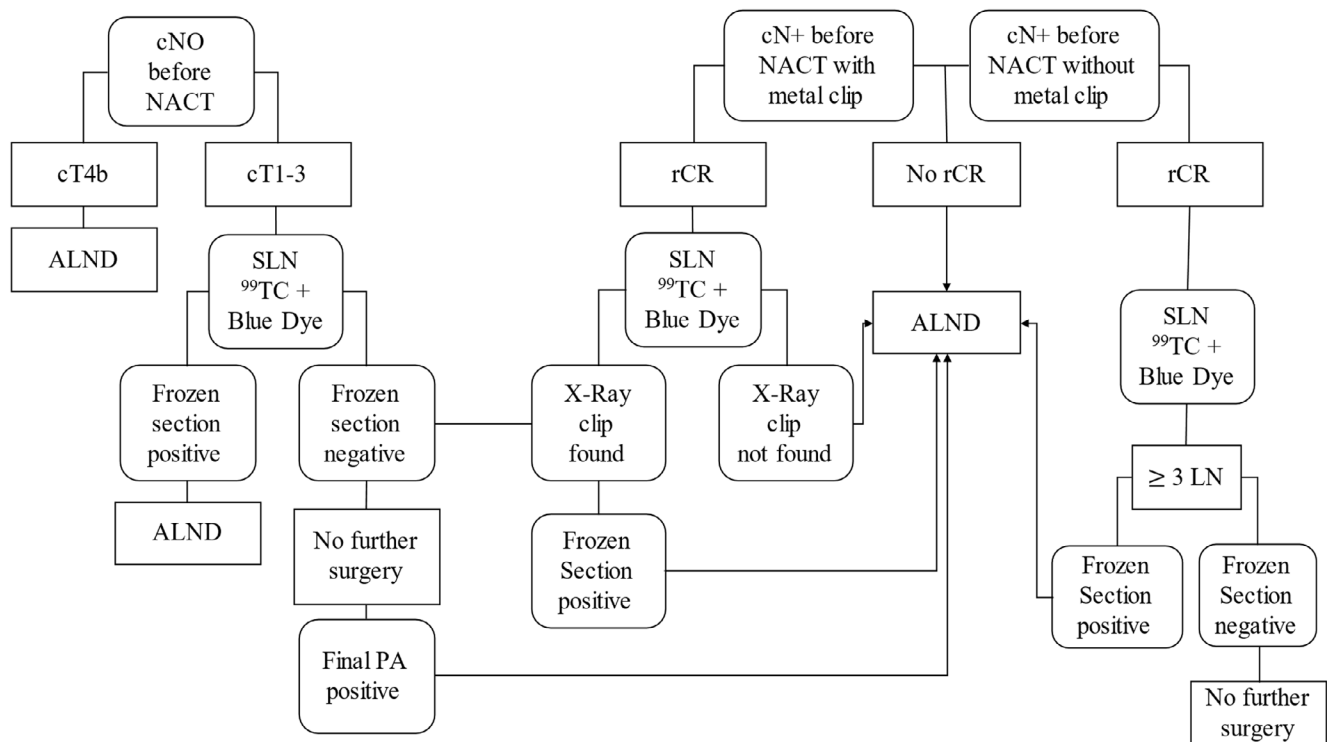 cNO
before
NACT
cT4b
cT1-3
ALND
SLN
⁹⁹TC +
Blue Dye
Frozen
section
positive
Frozen
section
negative
ALND
No further
surgery
Final PA
positive
cN+ before
NACT with
metal clip
cN+ before
NACT without
metal clip
rCR
No rCR
rCR
SLN
⁹⁹TC +
Blue Dye
ALND
SLN
⁹⁹TC +
Blue Dye
X-Ray
clip
found
X-Ray
clip
not found
≥ 3 LN
Frozen
Section
positive
Frozen
Section
positive
Frozen
Section
negative
No further
surgery